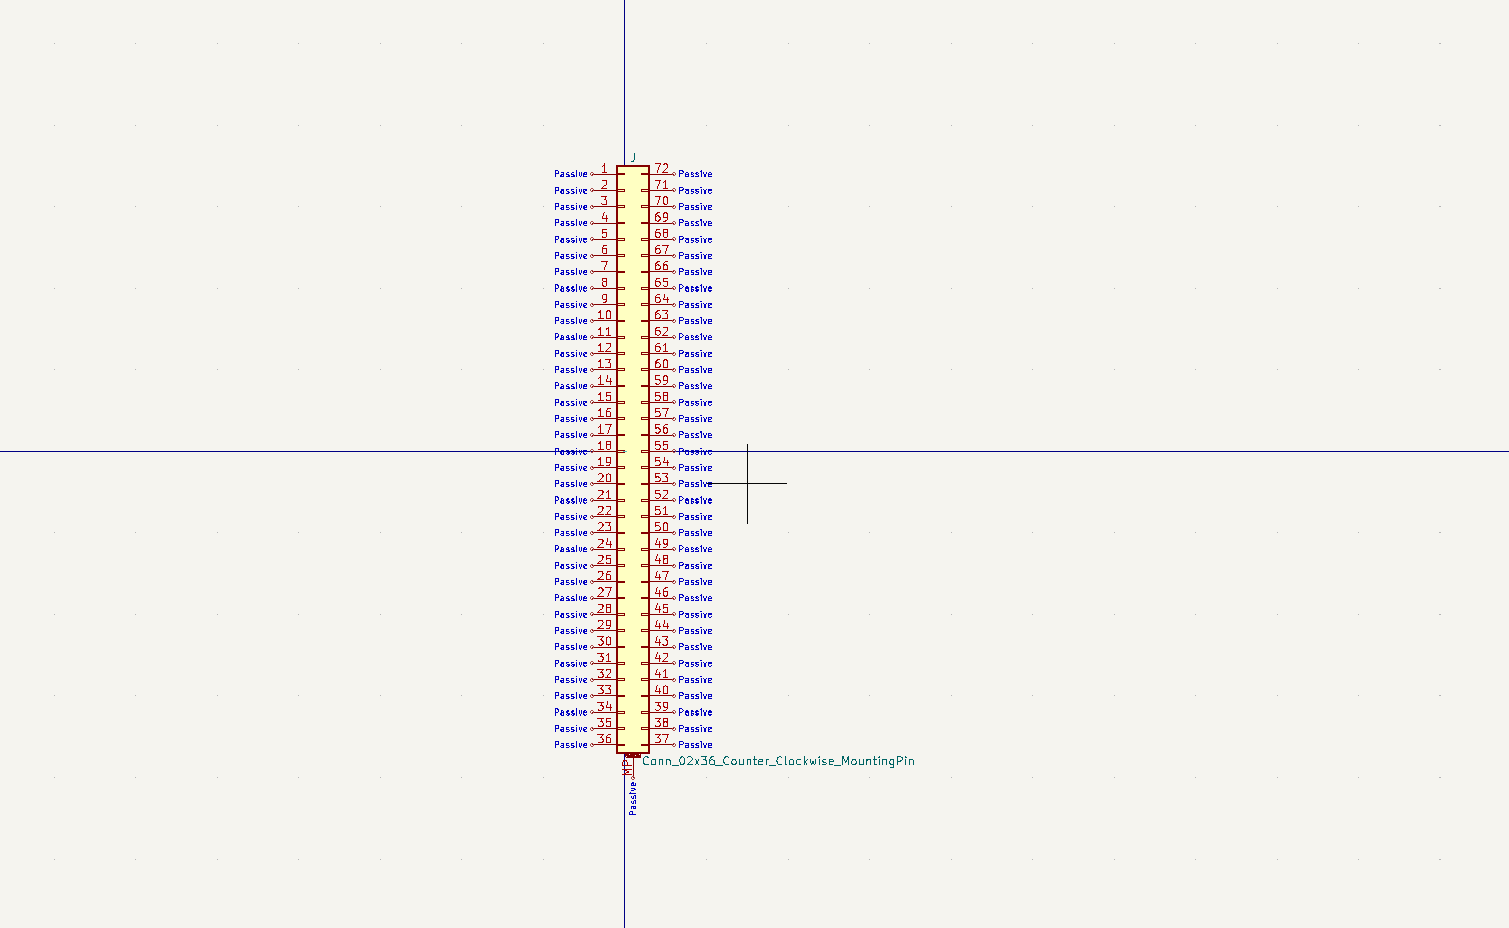 J
Passive 1 72 Passive
Passive 2 71 Passive
Passive 3 70 Passive
Passive 4 69 Passive
Passive 5 68 Passive
Passive 6 67 Passive
Passive 7 66 Passive
Passive 8 65 Passive
Passive 9 64 Passive
Passive 10 63 Passive
Passive 11 62 Passive
Passive 12 61 Passive
Passive 13 60 Passive
Passive 14 59 Passive
Passive 15 58 Passive
Passive 16 57 Passive
Passive 17 56 Passive
Passive 18 55 Passive
Passive 19 54 Passive
Passive 20 53 Passive
Passive 21 52 Passive
Passive 22 51 Passive
Passive 23 50 Passive
Passive 24 49 Passive
Passive 25 48 Passive
Passive 26 47 Passive
Passive 27 46 Passive
Passive 28 45 Passive
Passive 29 44 Passive
Passive 30 43 Passive
Passive 31 42 Passive
Passive 32 41 Passive
Passive 33 40 Passive
Passive 34 39 Passive
Passive 35 38 Passive
Passive 36 37 Passive
MP Conn_02x36_Counter_Clockwise_MountingPin
Passive